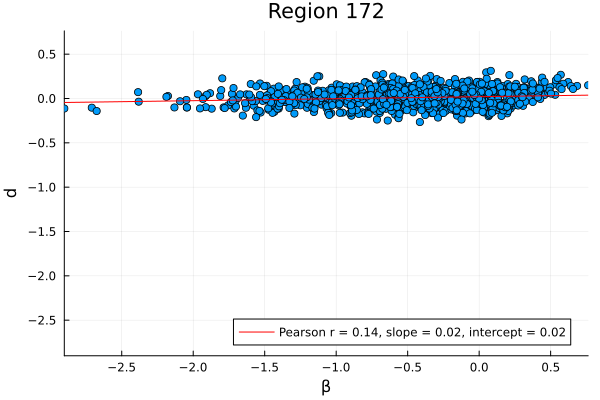 Region 172
0.5
0.0
−0.5
−1.0
−1.5
−2.0
−2.5
d
Pearson r = 0.14, slope = 0.02, intercept = 0.02
−2.5 −2.0 −1.5 −1.0 −0.5 0.0 0.5
β